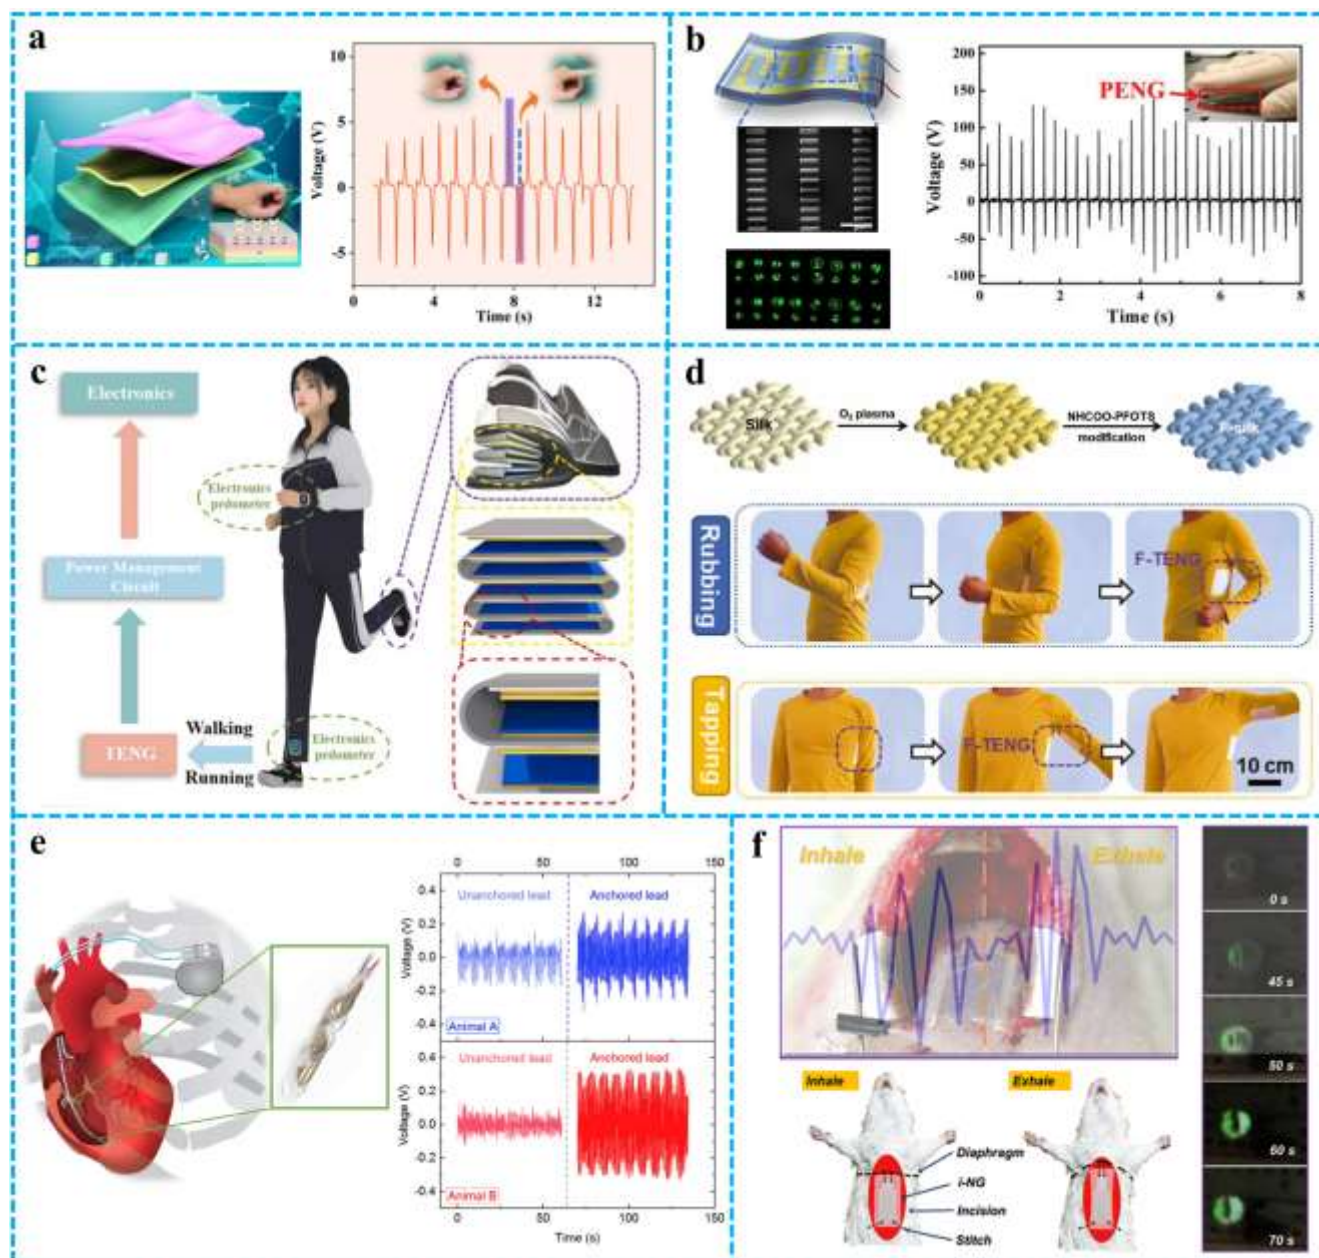 a
10
5
0
-5
Voltage (V)
0
4
8
12
Time (s)
b
200
150
100
50
0
-50
-100
Voltage (V)
PENG
0
2
4
6
8
Time (s)
c
Electronics
Power Management
Circuit
TENG
Walking
Running
Electronics
pedometer
Electronics
pedometer
d
Silk
O₂ plasma
NHCOO-PFOTS
modification
F-silk
Rubbing
F-TENG
Tapping
F-TENG
10 cm
e
0
50
100
150
Unanchored lead
Anchored lead
0.4
0.2
0.0
-0.2
-0.4
Voltage (V)
Animal A
Unanchored lead
Anchored lead
0.4
0.2
0.0
-0.2
-0.4
Voltage (V)
Animal B
0
50
100
150
Time (s)
f
Inhale
Exhale
0 s
45 s
50 s
60 s
70 s
Inhale
Exhale
Diaphragm
i-NG
Incision
Stitch